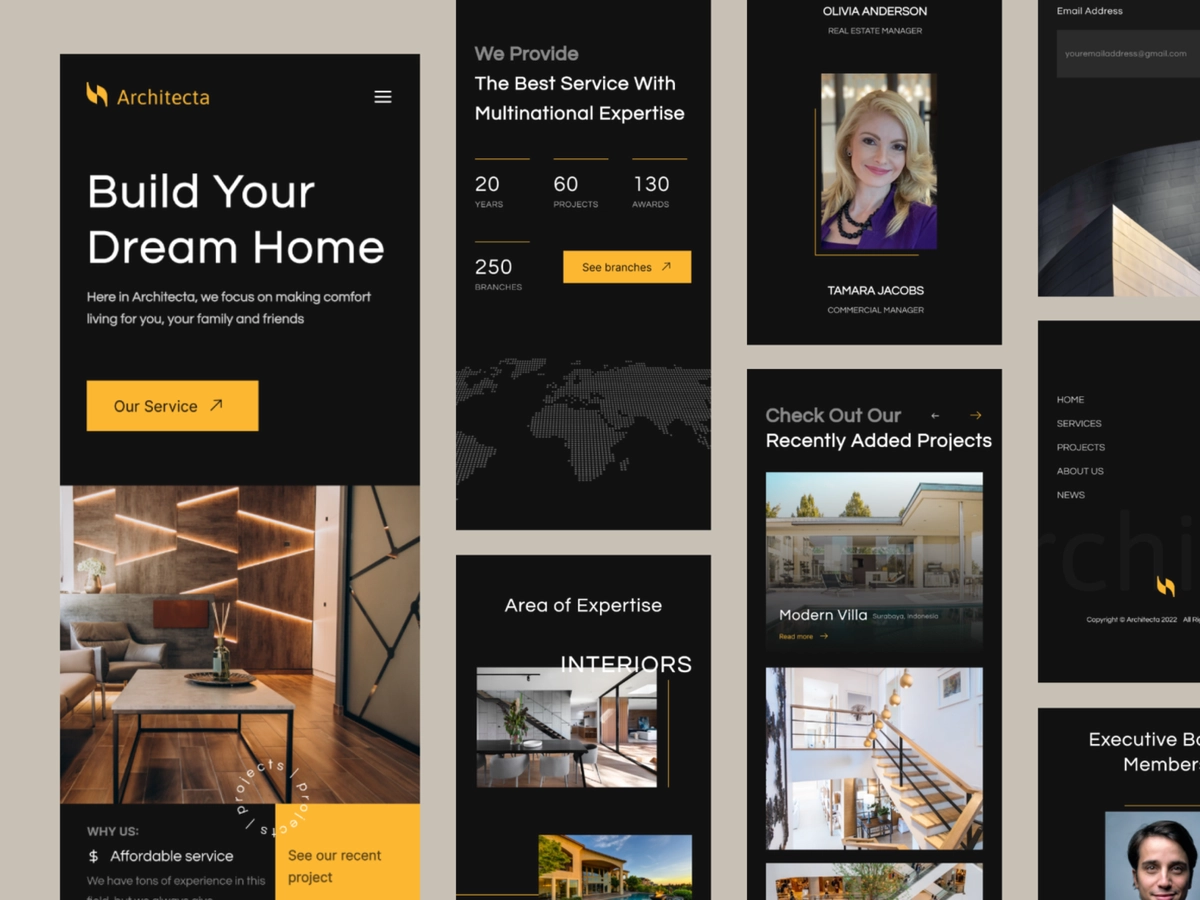 Architecta
Build Your
Dream Home
Here in Architecta, we focus on making comfort
living for you, your family and friends
Our Service
projects | projects |
WHY US:
$ Affordable service
We have tons of experience in this
See our recent
project
We Provide
The Best Service With
Multinational Expertise
20
YEARS
60
PROJECTS
130
AWARDS
250
BRANCHES
See branches
Area of Expertise
INTERIORS
OLIVIA ANDERSON
REAL ESTATE MANAGER
TAMARA JACOBS
COMMERCIAL MANAGER
Check Out Our
Recently Added Projects
Modern Villa Surabaya, Indonesia
Read more
Email Address
youremailaddress@gmail.com
HOME
SERVICES
PROJECTS
ABOUT US
NEWS
rchi
Copyright © Architecta 2022 All Ri
Executive Bo
Member